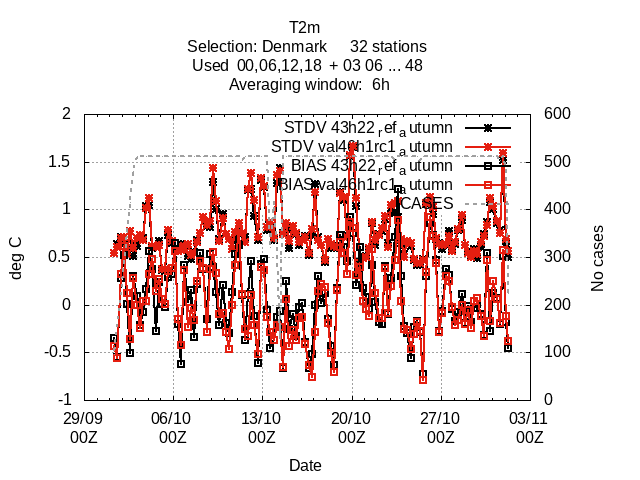 T2m
Selection: Denmark 32 stations
Used 00,06,12,18 + 03 06 ... 48
Averaging window: 6h
STDV 43h22_ref_autumn
STDV val46h1rc1_autumn
BIAS 43h22_ref_autumn
BIAS val46h1rc1_autumn
CASES
deg C
2
1.5
1
0.5
0
-0.5
-1
No cases
600
500
400
300
200
100
0
29/09 00Z
06/10 00Z
13/10 00Z
20/10 00Z
27/10 00Z
03/11 00Z
Date